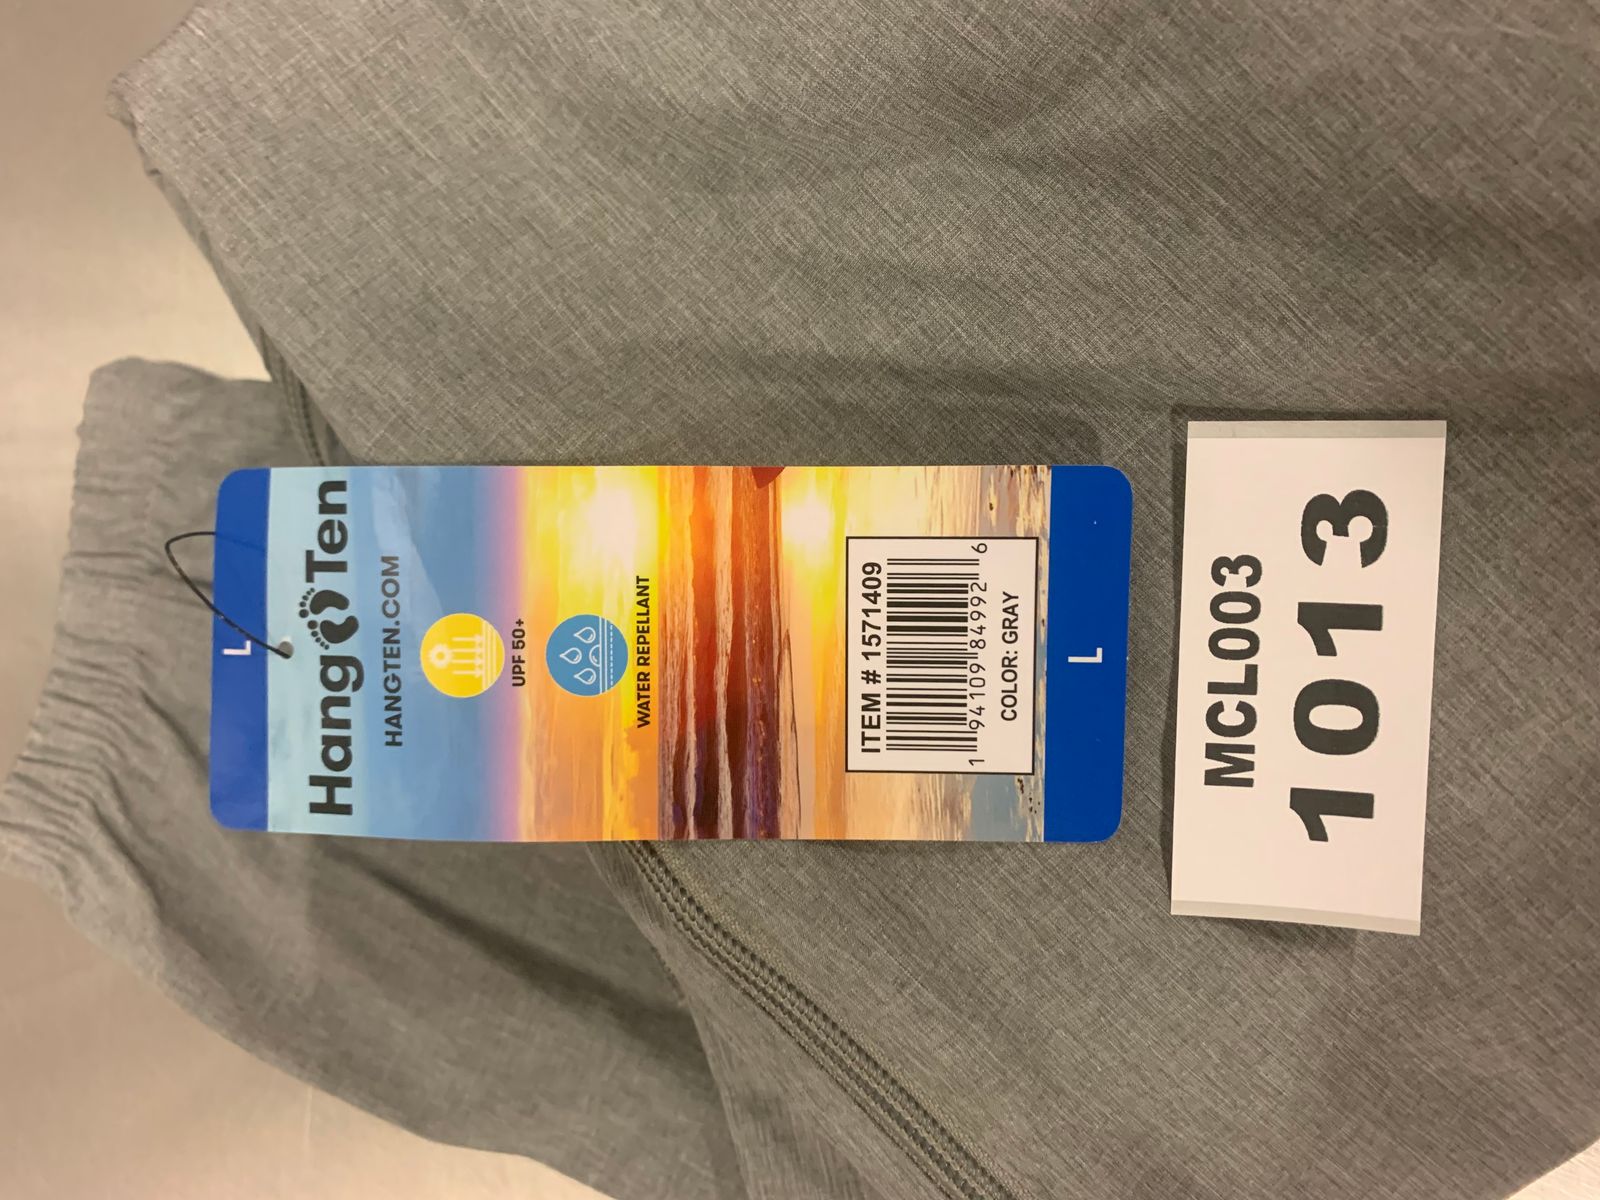 L
Hang Ten
HANGTEN.COM
UPF 50+
WATER REPELLANT
ITEM # 1571409
1 94109 84992 6
COLOR: GRAY
L
MCL003
1013